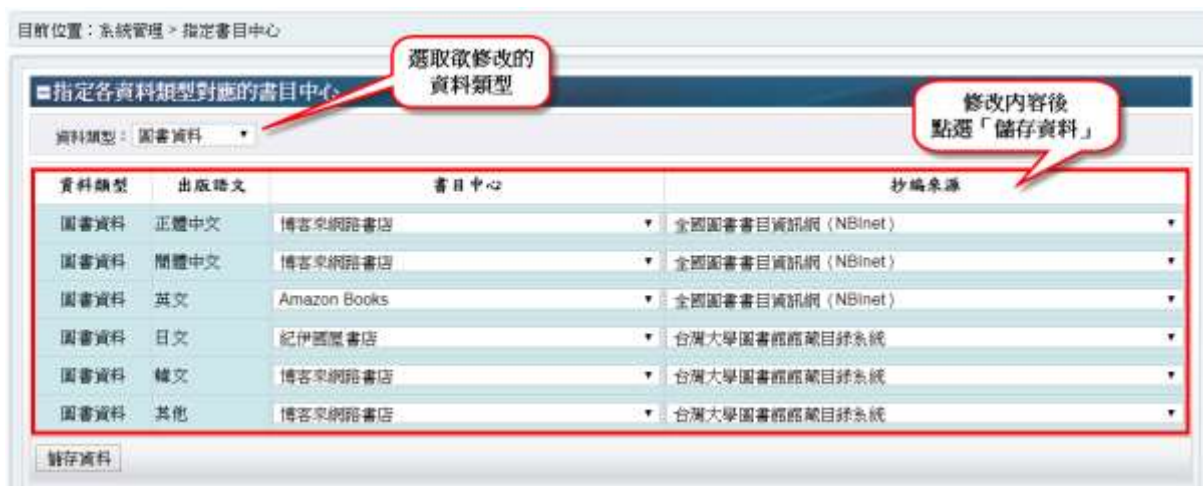 目前位置：系統管理 > 指定書目中心
選取欲修改的
資料類型
指定各資料類型對應的書目中心
修改內容後
點選「儲存資料」
資料類型： 圖書資料
資料類型 出版語文 書目中心 抄編來源
圖書資料 正體中文 博客來網路書店 全國圖書書目資訊網（NBInet）
圖書資料 簡體中文 博客來網路書店 全國圖書書目資訊網（NBInet）
圖書資料 英文 Amazon Books 全國圖書書目資訊網（NBInet）
圖書資料 日文 紀伊國屋書店 台灣大學圖書館館藏目錄系統
圖書資料 韓文 博客來網路書店 台灣大學圖書館館藏目錄系統
圖書資料 其他 博客來網路書店 台灣大學圖書館館藏目錄系統
儲存資料